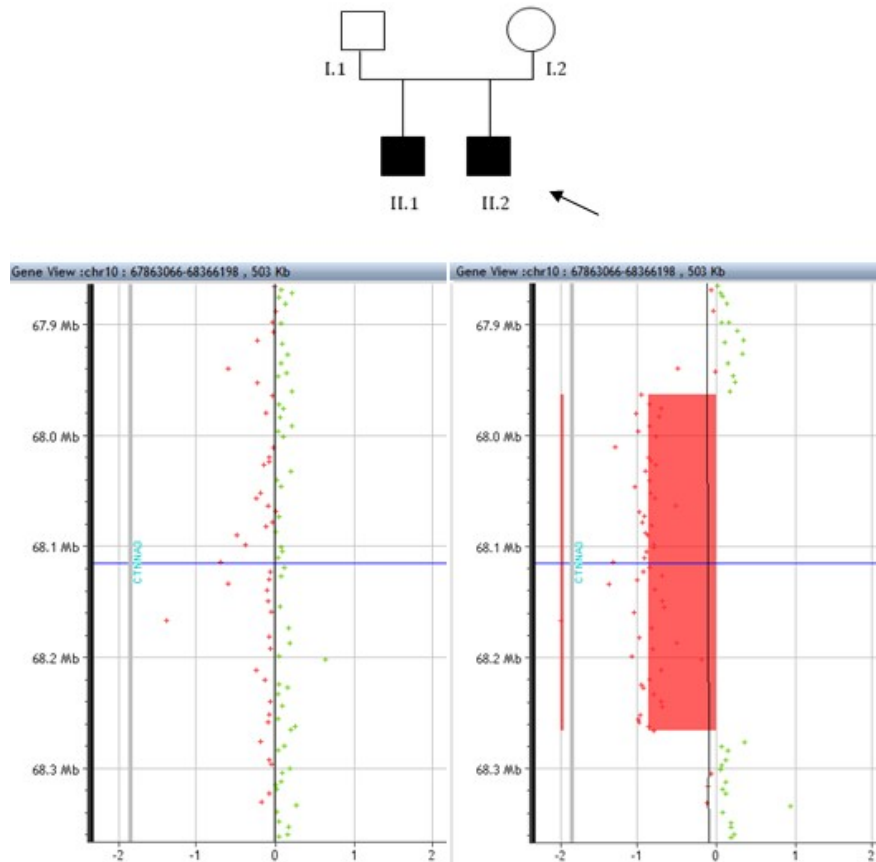 I.1
I.2
II.1
II.2
Gene View :chr10 : 67863066-68366198 , 503 Kb
67.9 Mb
68.0 Mb
68.1 Mb
68.2 Mb
68.3 Mb
CTNNA3
-2
-1
0
1
2
Gene View :chr10 : 67863066-68366198 , 503 Kb
67.9 Mb
68.0 Mb
68.1 Mb
68.2 Mb
68.3 Mb
CTNNA3
-2
-1
0
1
2